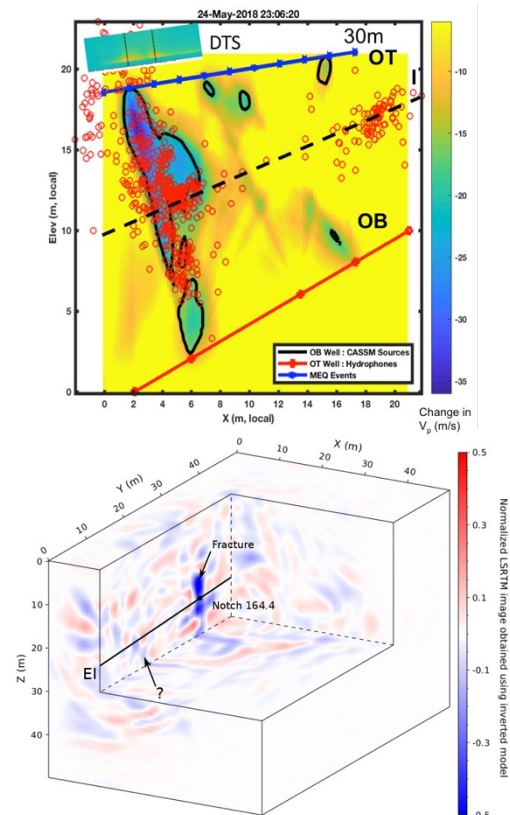 24-May-2018 23:06:20
DTS
30m
OT
I
OB
Elev (m, local)
20
15
10
5
0
0 2 4 6 8 10 12 14 16 18 20
X (m, local)
OB Well : CASSM Sources
OT Well : Hydrophones
MEQ Events
-10
-15
-20
-25
-30
-35
Change in
Vp (m/s)
X (m)
0 10 20 30 40
Y (m)
0 10 20 30 40
Z (m)
0
10
20
30
40
Fracture
Notch 164.4
EI
?
0.5
0.3
0.1
-0.1
-0.3
-0.5
Normalized LSRTM image obtained using inverted model